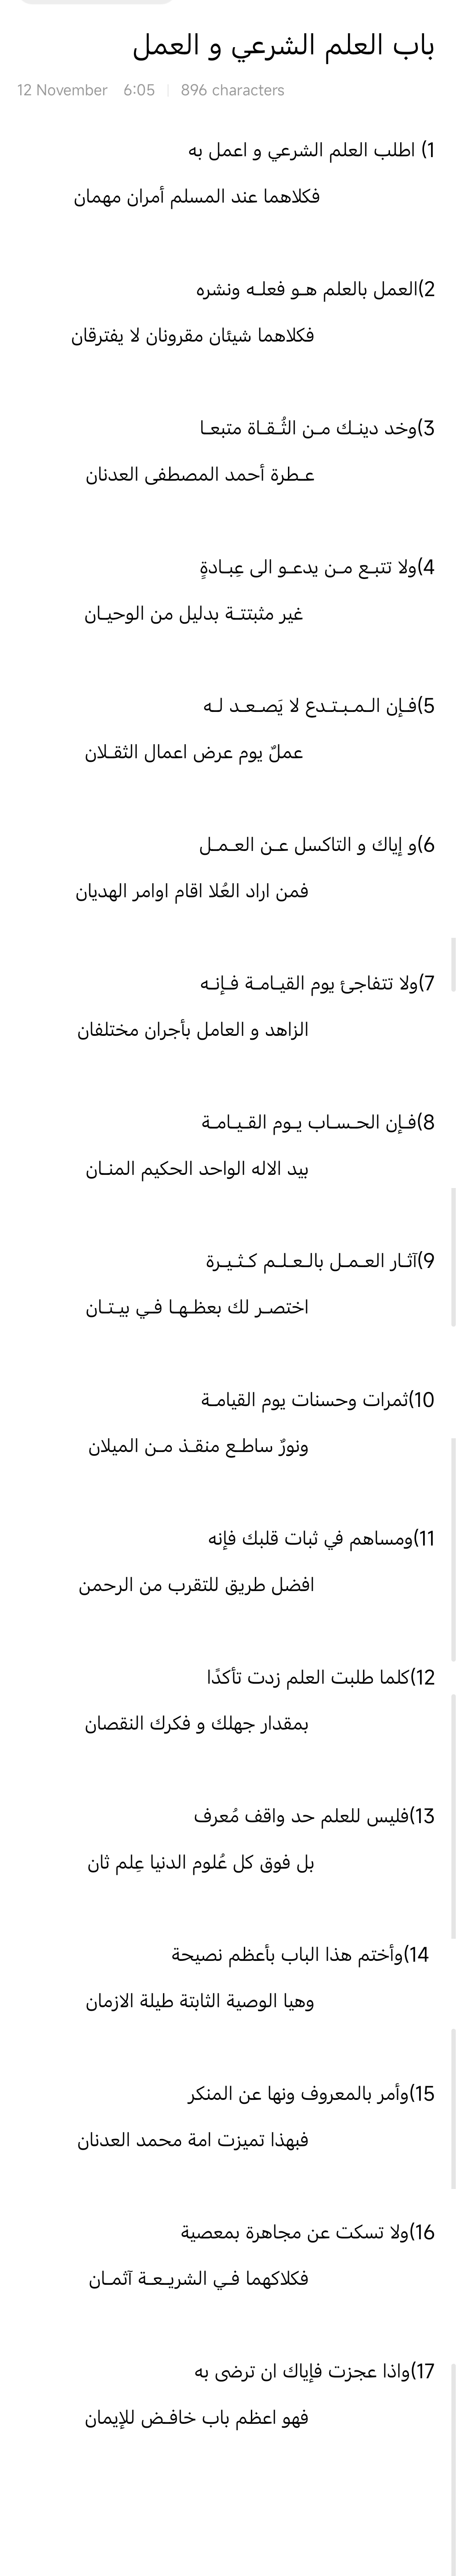 باب العلم الشرعي و العمل
12 November 6:05 | 896 characters
1) اطلب العلم الشرعي و اعمل به
فكلاهما عند المسلم أمران مهمان
2)العمل بالعلم هـو فعلـه ونشره
فكلاهما شيئان مقرونان لا يفترقان
3)وخد دينـك مـن الثُـقـاة متبعـا
عـطرة أحمد المصطفى العدنان
4)ولا تتبـع مـن يدعـو الى عِبـادةٍ
غير مثبتتـة بدليل من الوحيـان
5)فـإن الـمـبـتـدع لا يَصـعـد لـه
عملٌ يوم عرض اعمال الثقـلان
6)و إياك و التاكسل عـن العـمـل
فمن اراد العُلا اقام اوامر الهديان
7)ولا تتفاجئ يوم القيـامـة فـإنـه
الزاهد و العامل بأجران مختلفان
8)فـإن الحـسـاب يـوم القـيـامـة
بيد الاله الواحد الحكيم المنـان
9)آثـار العـمـل بالـعـلـم كـثـيـرة
اختصـر لك بعظـهـا فـي بيـتـان
10)ثمرات وحسنات يوم القيامـة
ونورٌ ساطـع منقـذ مـن الميلان
11)ومساهم في ثبات قلبك فإنه
افضل طريق للتقرب من الرحمن
12)كلما طلبت العلم زدت تأكدًا
بمقدار جهلك و فكرك النقصان
13)فليس للعلم حد واقف مُعرف
بل فوق كل عُلوم الدنيا عِلم ثان
14)وأختم هذا الباب بأعظم نصيحة
وهيا الوصية الثابتة طيلة الازمان
15)وأمر بالمعروف ونها عن المنكر
فبهذا تميزت امة محمد العدنان
16)ولا تسكت عن مجاهرة بمعصية
فكلاكهما فـي الشريـعـة آثمـان
17)واذا عجزت فإياك ان ترضى به
فهو اعظم باب خافـض للإيمان